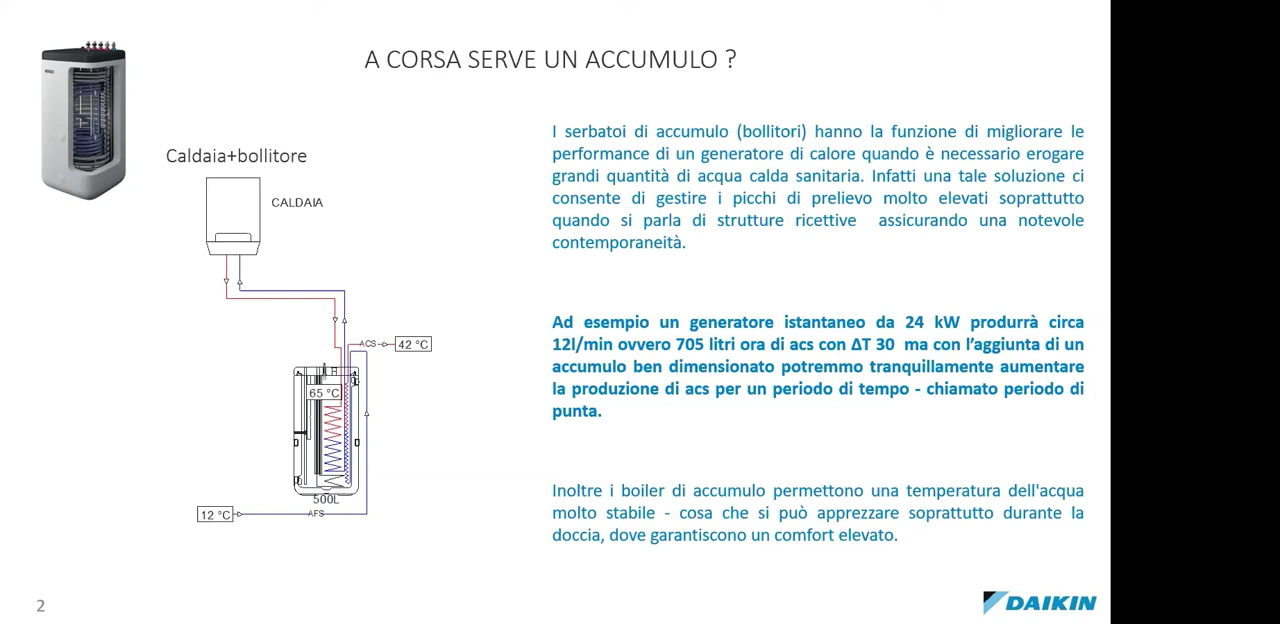 A CORSA SERVE UN ACCUMULO ?
Caldaia+bollitore
CALDAIA
ACS
42 °C
65 °C
500L
12 °C
AFS
I serbatoi di accumulo (bollitori) hanno la funzione di migliorare le
performance di un generatore di calore quando è necessario erogare
grandi quantità di acqua calda sanitaria. Infatti una tale soluzione ci
consente di gestire i picchi di prelievo molto elevati soprattutto
quando si parla di strutture ricettive assicurando una notevole
contemporaneità.
Ad esempio un generatore istantaneo da 24 kW produrrà circa
12l/min ovvero 705 litri ora di acs con ΔT 30 ma con l’aggiunta di un
accumulo ben dimensionato potremmo tranquillamente aumentare
la produzione di acs per un periodo di tempo - chiamato periodo di
punta.
Inoltre i boiler di accumulo permettono una temperatura dell'acqua
molto stabile - cosa che si può apprezzare soprattutto durante la
doccia, dove garantiscono un comfort elevato.
2
DAIKIN